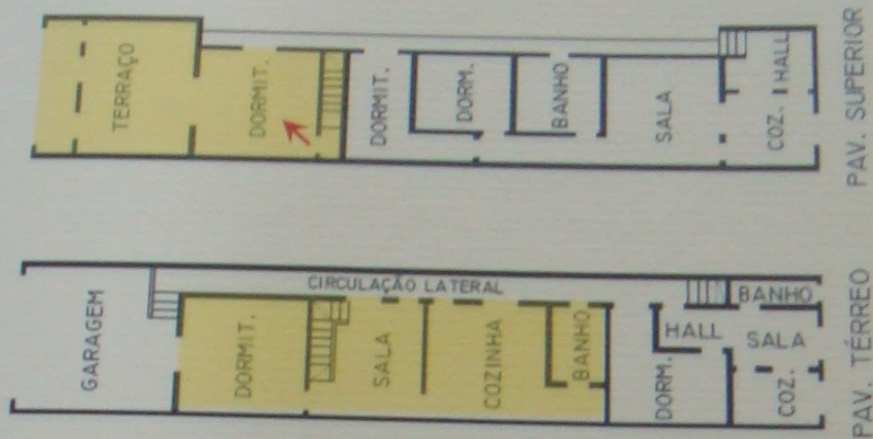 TERRAÇO
DORMIT.
DORMIT.
DORM.
BANHO
SALA
COZ.
HALL
PAV. SUPERIOR
GARAGEM
CIRCULAÇÃO LATERAL
DORMIT.
SALA
COZINHA
BANHO
DORM.
HALL
BANHO
SALA
COZ.
PAV. TÉRREO